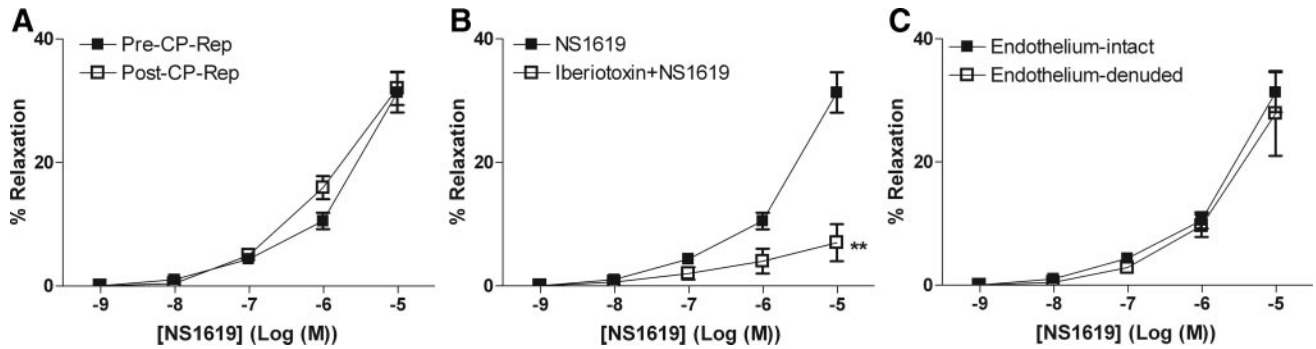 A
40
Pre-CP-Rep
Post-CP-Rep
% Relaxation
20
0
-9 -8 -7 -6 -5
[NS1619] (Log (M))
B
40
NS1619
Iberiotoxin+NS1619
% Relaxation
20
**
0
-9 -8 -7 -6 -5
[NS1619] (Log (M))
C
40
Endothelium-intact
Endothelium-denuded
% Relaxation
20
0
-9 -8 -7 -6 -5
[NS1619] (Log (M))